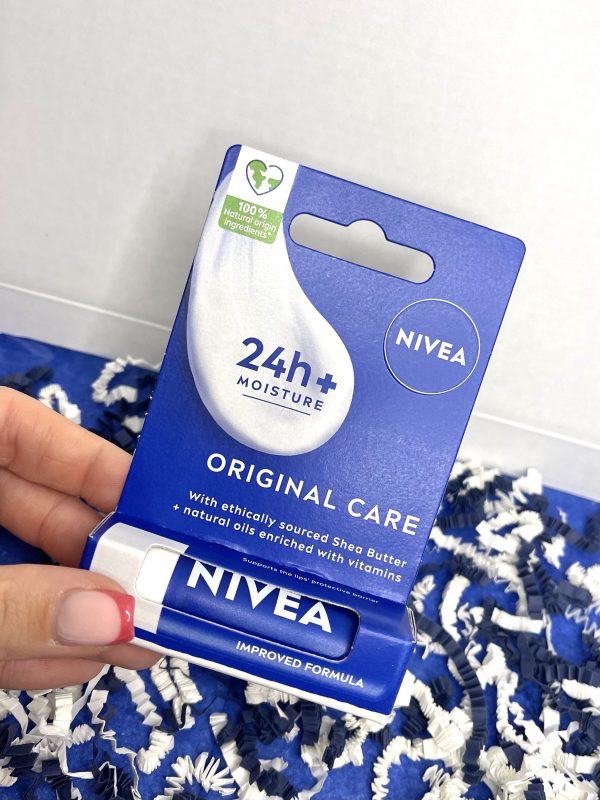 100%
Natural origin
ingredients*
NIVEA
24h+
MOISTURE
ORIGINAL CARE
With ethically sourced Shea Butter
+ natural oils enriched with vitamins
Supports the lips' protective barrier
NIVEA
IMPROVED FORMULA